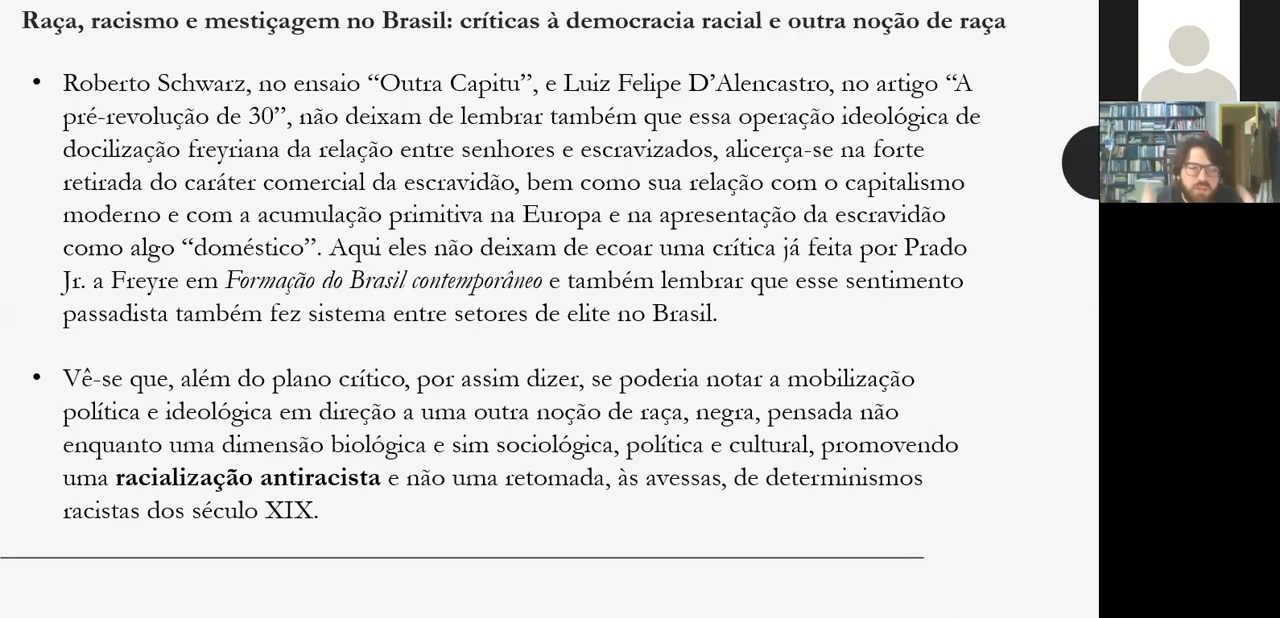 Raça, racismo e mestiçagem no Brasil: críticas à democracia racial e outra noção de raça
• Roberto Schwarz, no ensaio “Outra Capitu”, e Luiz Felipe D’Alencastro, no artigo “A
pré-revolução de 30”, não deixam de lembrar também que essa operação ideológica de
docilização freyriana da relação entre senhores e escravizados, alicerça-se na forte
retirada do caráter comercial da escravidão, bem como sua relação com o capitalismo
moderno e com a acumulação primitiva na Europa e na apresentação da escravidão
como algo “doméstico”. Aqui eles não deixam de ecoar uma crítica já feita por Prado
Jr. a Freyre em Formação do Brasil contemporâneo e também lembrar que esse sentimento
passadista também fez sistema entre setores de elite no Brasil.
• Vê-se que, além do plano crítico, por assim dizer, se poderia notar a mobilização
política e ideológica em direção a uma outra noção de raça, negra, pensada não
enquanto uma dimensão biológica e sim sociológica, política e cultural, promovendo
uma racialização antiracista e não uma retomada, às avessas, de determinismos
racistas dos século XIX.